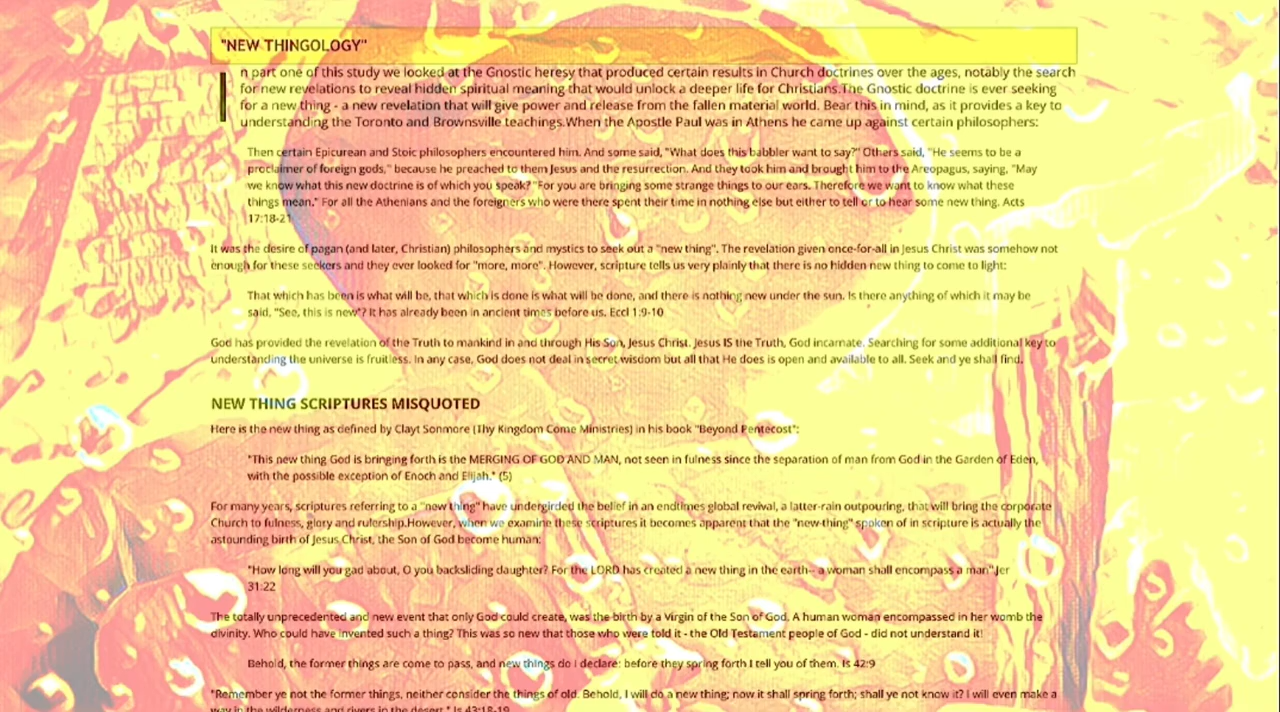 "NEW THINGOLOGY"
In part one of this study we looked at the Gnostic heresy that produced certain results in Church doctrines over the ages, notably the search
for new revelations to reveal hidden spiritual meaning that would unlock a deeper life for Christians.The Gnostic doctrine is ever seeking
for a new thing - a new revelation that will give power and release from the fallen material world. Bear this in mind, as it provides a key to
understanding the Toronto and Brownsville teachings.When the Apostle Paul was in Athens he came up against certain philosophers:
Then certain Epicurean and Stoic philosophers encountered him. And some said, "What does this babbler want to say?" Others said, "He seems to be a
proclaimer of foreign gods," because he preached to them Jesus and the resurrection. And they took him and brought him to the Areopagus, saying, "May
we know what this new doctrine is of which you speak? "For you are bringing some strange things to our ears. Therefore we want to know what these
things mean." For all the Athenians and the foreigners who were there spent their time in nothing else but either to tell or to hear some new thing. Acts
17:18-21
It was the desire of pagan (and later, Christian) philosophers and mystics to seek out a "new thing". The revelation given once-for-all in Jesus Christ was somehow not
enough for these seekers and they ever looked for "more, more". However, scripture tells us very plainly that there is no hidden new thing to come to light:
That which has been is what will be, that which is done is what will be done, and there is nothing new under the sun. Is there anything of which it may be
said, "See, this is new"? It has already been in ancient times before us. Eccl 1:9-10
God has provided the revelation of the Truth to mankind in and through His Son, Jesus Christ. Jesus IS the Truth, God incarnate. Searching for some additional key to
understanding the universe is fruitless. In any case, God does not deal in secret wisdom but all that He does is open and available to all. Seek and ye shall find.
NEW THING SCRIPTURES MISQUOTED
Here is the new thing as defined by Clayt Sonmore (Thy Kingdom Come Ministries) in his book "Beyond Pentecost":
"This new thing God is bringing forth is the MERGING OF GOD AND MAN, not seen in fulness since the separation of man from God in the Garden of Eden,
with the possible exception of Enoch and Elijah." (5)
For many years, scriptures referring to a "new thing" have undergirded the belief in an endtimes global revival, a latter-rain outpouring, that will bring the corporate
Church to fulness, glory and rulership.However, when we examine these scriptures it becomes apparent that the "new-thing" spoken of in scripture is actually the
astounding birth of Jesus Christ, the Son of God become human:
"How long will you gad about, O you backsliding daughter? For the LORD has created a new thing in the earth-- a woman shall encompass a man" Jer
31:22
The totally unprecedented and new event that only God could create, was the birth by a Virgin of the Son of God. A human woman encompassed in her womb the
divinity. Who could have invented such a thing? This was so new that those who were told it - the Old Testament people of God - did not understand it!
Behold, the former things are come to pass, and new things do I declare: before they spring forth I tell you of them. Is 42:9
"Remember ye not the former things, neither consider the things of old. Behold, I will do a new thing; now it shall spring forth; shall ye not know it? I will even make a
way in the wilderness and rivers in the desert." Is 43:18-19